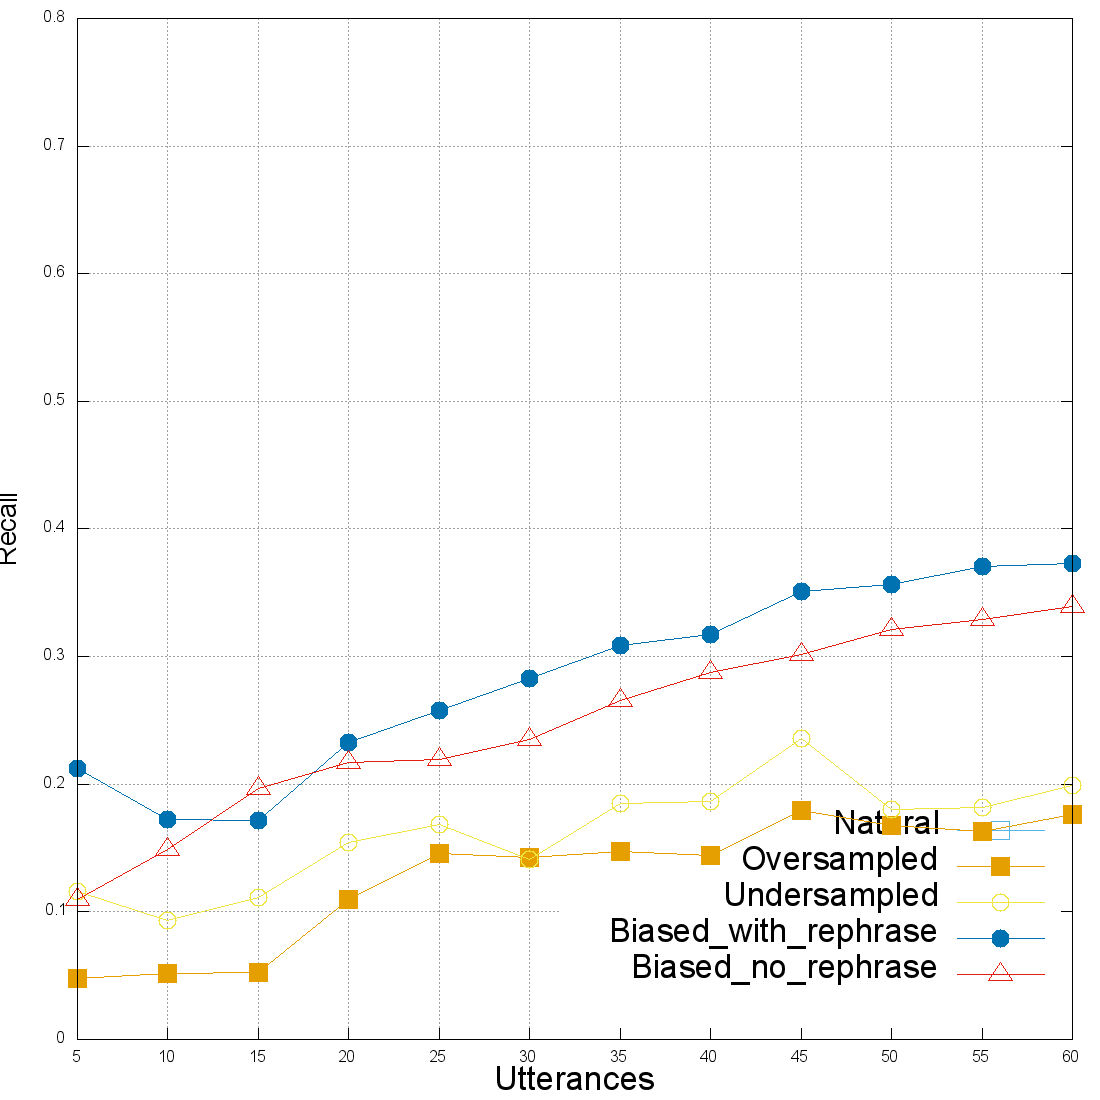 0.8
0.7
0.6
0.5
0.4
0.3
0.2
0.1
0
Recall
5 10 15 20 25 30 35 40 45 50 55 60
Utterances
Natural
Oversampled
Undersampled
Biased_with_rephrase
Biased_no_rephrase